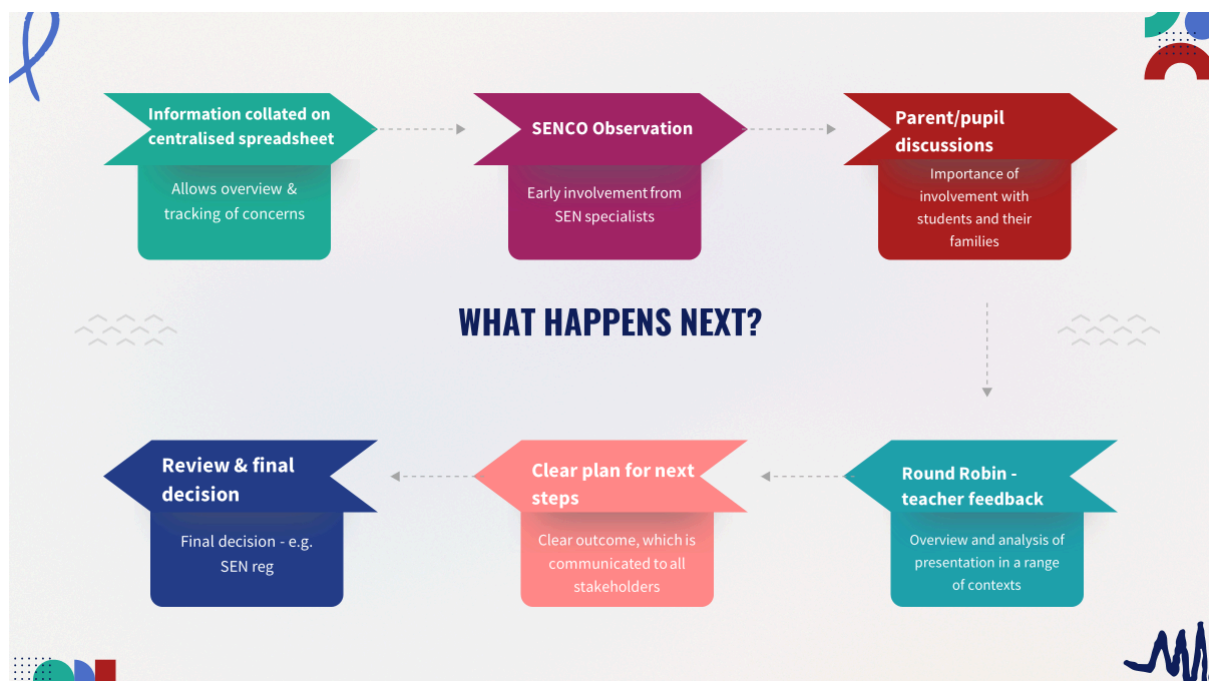 Information collated on
centralised spreadsheet
Allows overview &
tracking of concerns
SENCO Observation
Early involvement from
SEN specialists
Parent/pupil
discussions
Importance of
involvement with
students and their
families
WHAT HAPPENS NEXT?
Round Robin -
teacher feedback
Overview and analysis of
presentation in a range
of contexts
Clear plan for next
steps
Clear outcome, which is
communicated to all
stakeholders
Review & final
decision
Final decision - e.g.
SEN reg